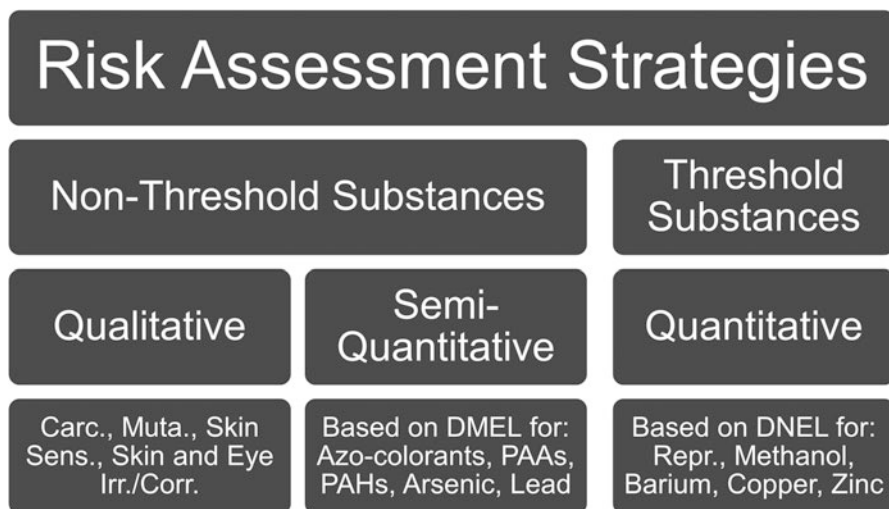 Risk Assessment Strategies
Non-Threshold Substances
Threshold
Substances
Qualitative
Semi-
Quantitative
Quantitative
Carc., Muta., Skin
Sens., Skin and Eye
Irr./Corr.
Based on DMEL for:
Azo-colorants, PAAs,
PAHs, Arsenic, Lead
Based on DNEL for:
Repr., Methanol,
Barium, Copper, Zinc